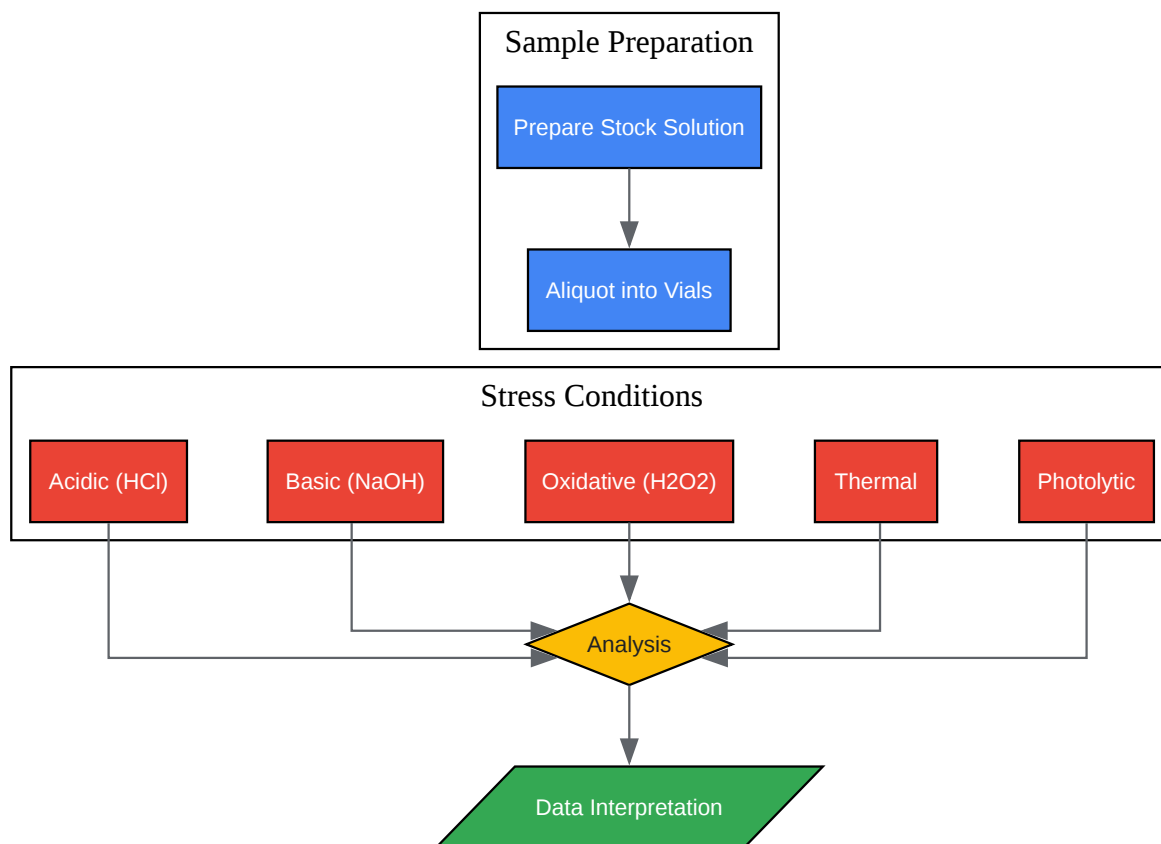 Sample Preparation
Prepare Stock Solution
Aliquot into Vials
Stress Conditions
Acidic (HCl)
Basic (NaOH)
Oxidative (H2O2)
Thermal
Photolytic
Analysis
Data Interpretation